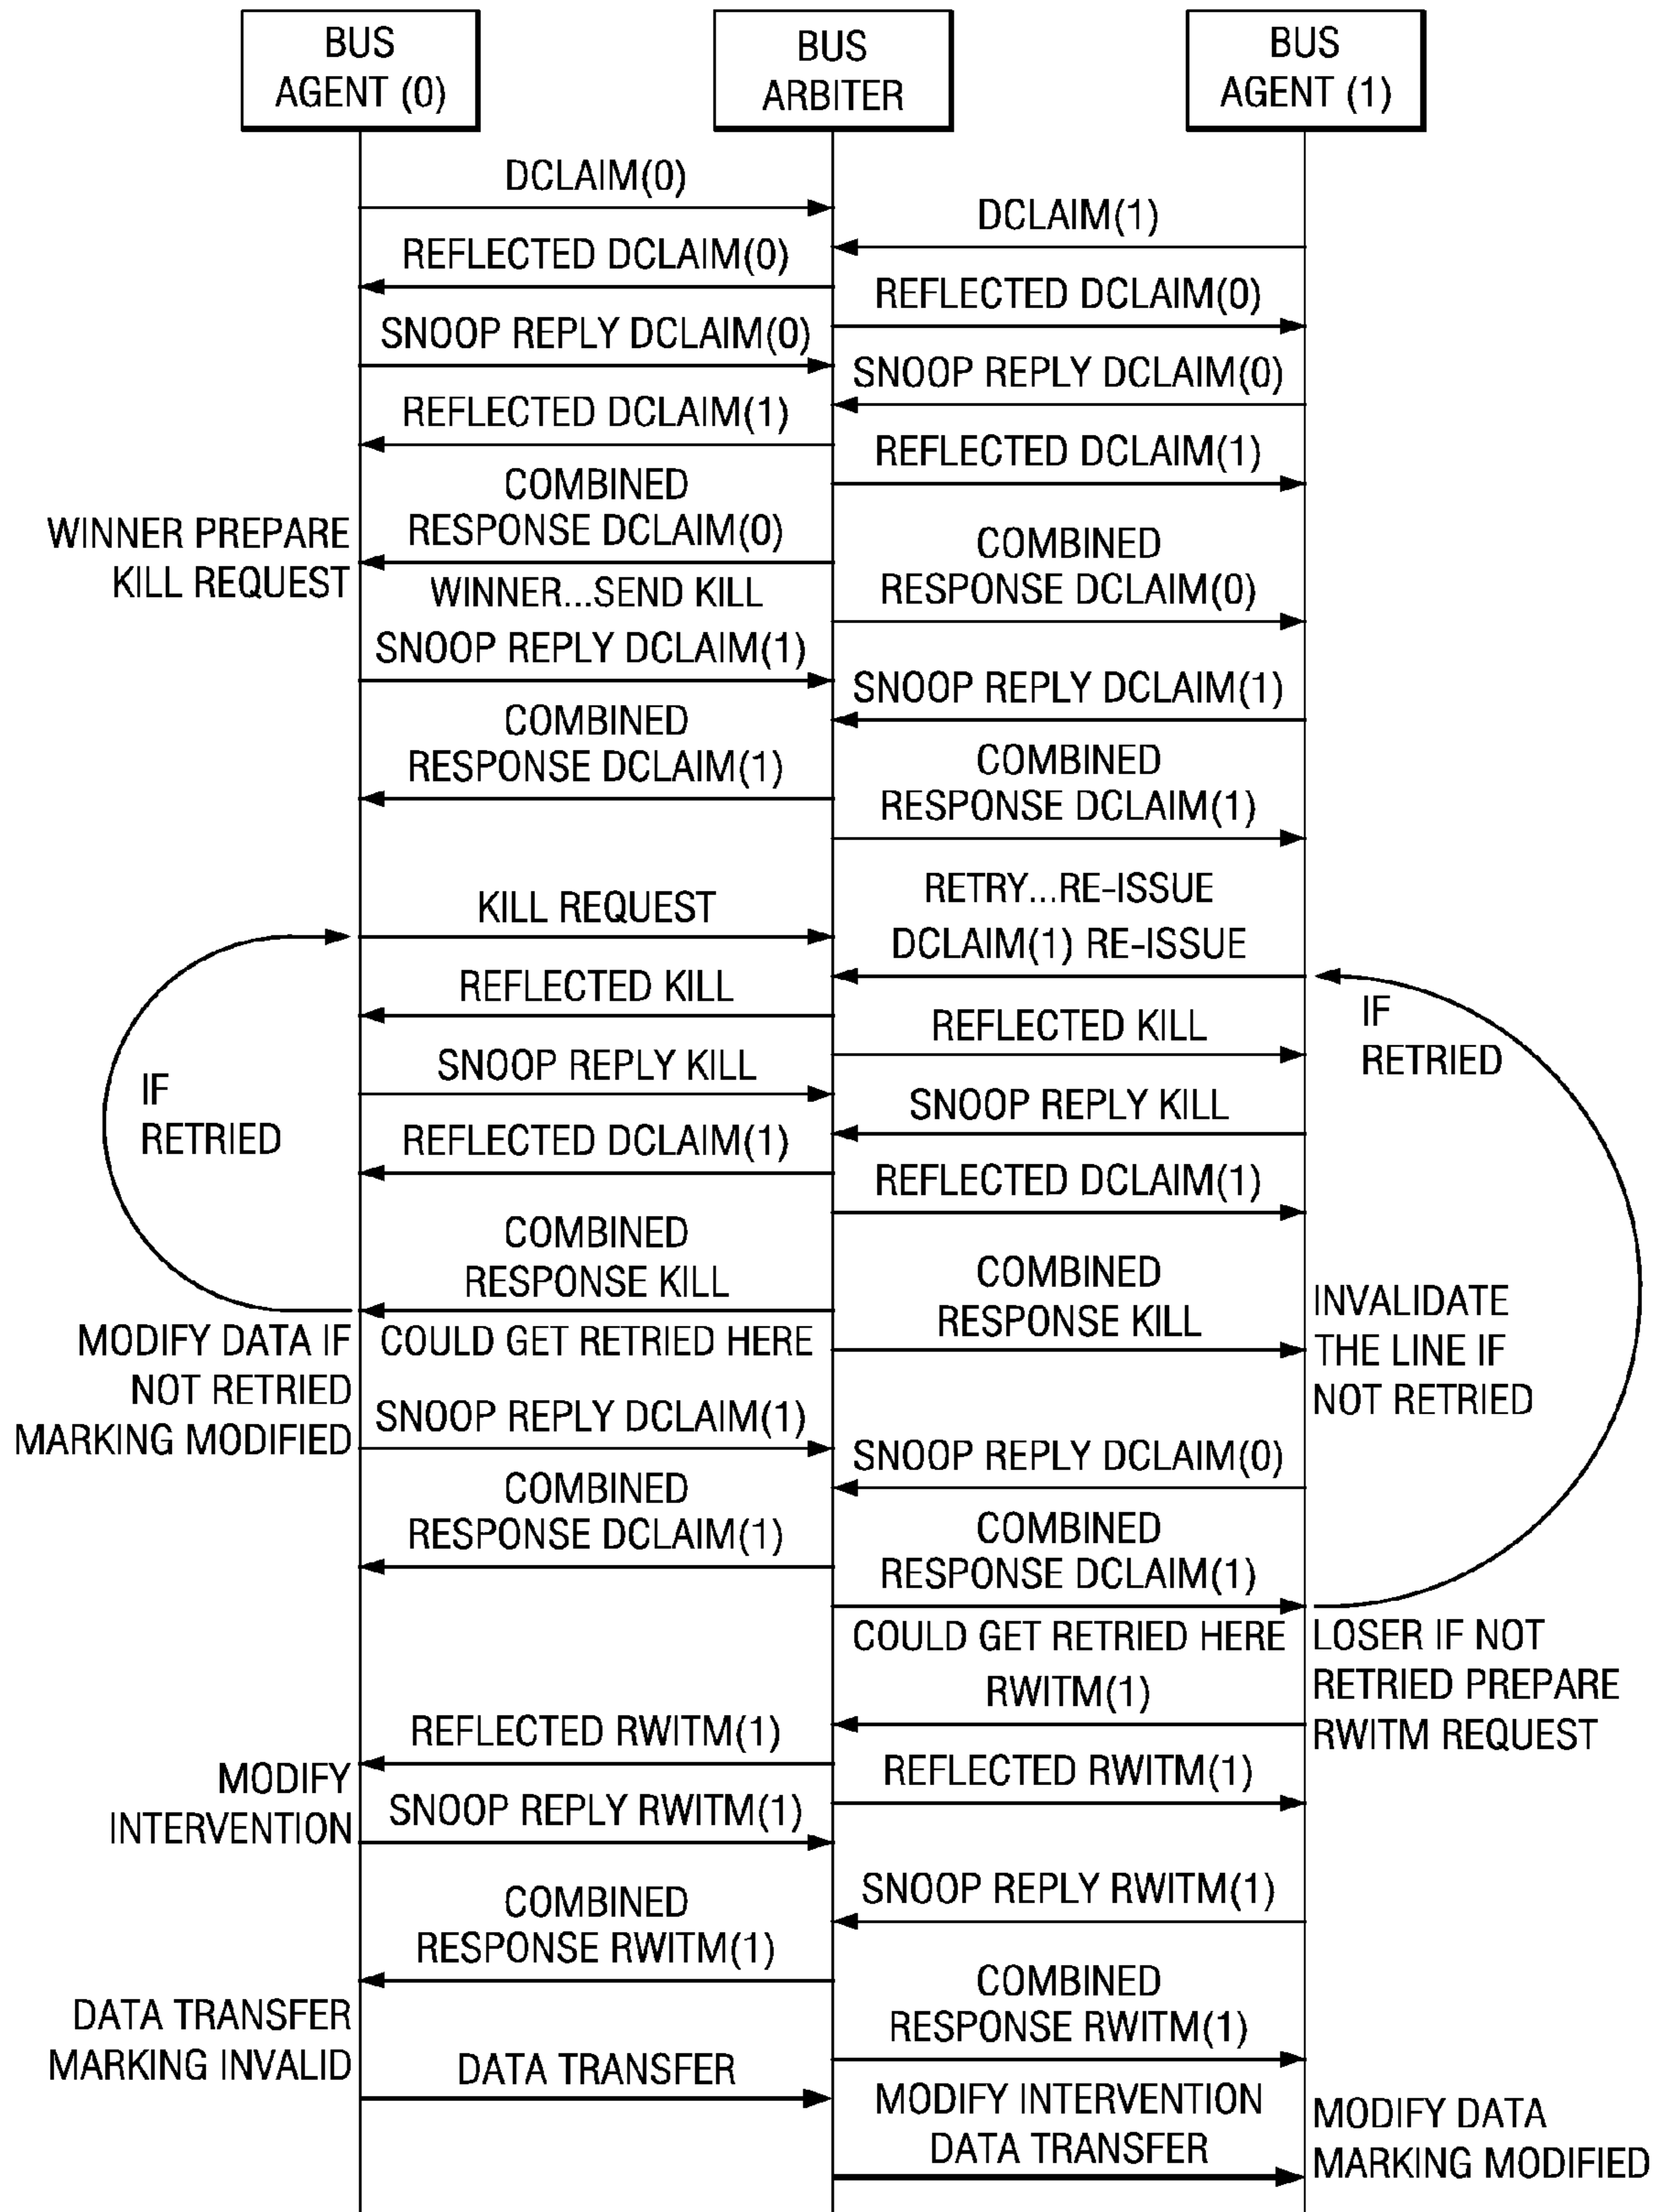 BUS
AGENT (0)
BUS
ARBITER
BUS
AGENT (1)
DCLAIM(0)
DCLAIM(1)
REFLECTED DCLAIM(0)
REFLECTED DCLAIM(0)
SNOOP REPLY DCLAIM(0)
SNOOP REPLY DCLAIM(0)
REFLECTED DCLAIM(1)
REFLECTED DCLAIM(1)
COMBINED
RESPONSE DCLAIM(0)
WINNER PREPARE
KILL REQUEST
WINNER...SEND KILL
COMBINED
RESPONSE DCLAIM(0)
SNOOP REPLY DCLAIM(1)
SNOOP REPLY DCLAIM(1)
COMBINED
RESPONSE DCLAIM(1)
COMBINED
RESPONSE DCLAIM(1)
RETRY...RE-ISSUE
KILL REQUEST
DCLAIM(1) RE-ISSUE
REFLECTED KILL
IF
RETRIED
REFLECTED KILL
SNOOP REPLY KILL
IF
RETRIED
SNOOP REPLY KILL
REFLECTED DCLAIM(1)
REFLECTED DCLAIM(1)
COMBINED
RESPONSE KILL
COMBINED
RESPONSE KILL
INVALIDATE
THE LINE IF
NOT RETRIED
MODIFY DATA IF
NOT RETRIED
MARKING MODIFIED
COULD GET RETRIED HERE
SNOOP REPLY DCLAIM(1)
SNOOP REPLY DCLAIM(0)
COMBINED
RESPONSE DCLAIM(1)
COMBINED
RESPONSE DCLAIM(1)
COULD GET RETRIED HERE
LOSER IF NOT
RETRIED PREPARE
RWITM REQUEST
RWITM(1)
REFLECTED RWITM(1)
REFLECTED RWITM(1)
MODIFY
INTERVENTION
SNOOP REPLY RWITM(1)
SNOOP REPLY RWITM(1)
COMBINED
RESPONSE RWITM(1)
COMBINED
RESPONSE RWITM(1)
DATA TRANSFER
MARKING INVALID
DATA TRANSFER
MODIFY INTERVENTION
DATA TRANSFER
MODIFY DATA
MARKING MODIFIED